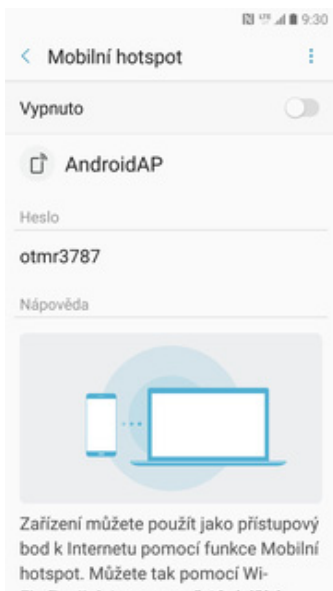 LTE 9:30
Mobilní hotspot
Vypnuto
AndroidAP
Heslo
otmr3787
Nápověda
Zařízení můžete použít jako přístupový
bod k Internetu pomocí funkce Mobilní
hotspot. Můžete tak pomocí Wi-